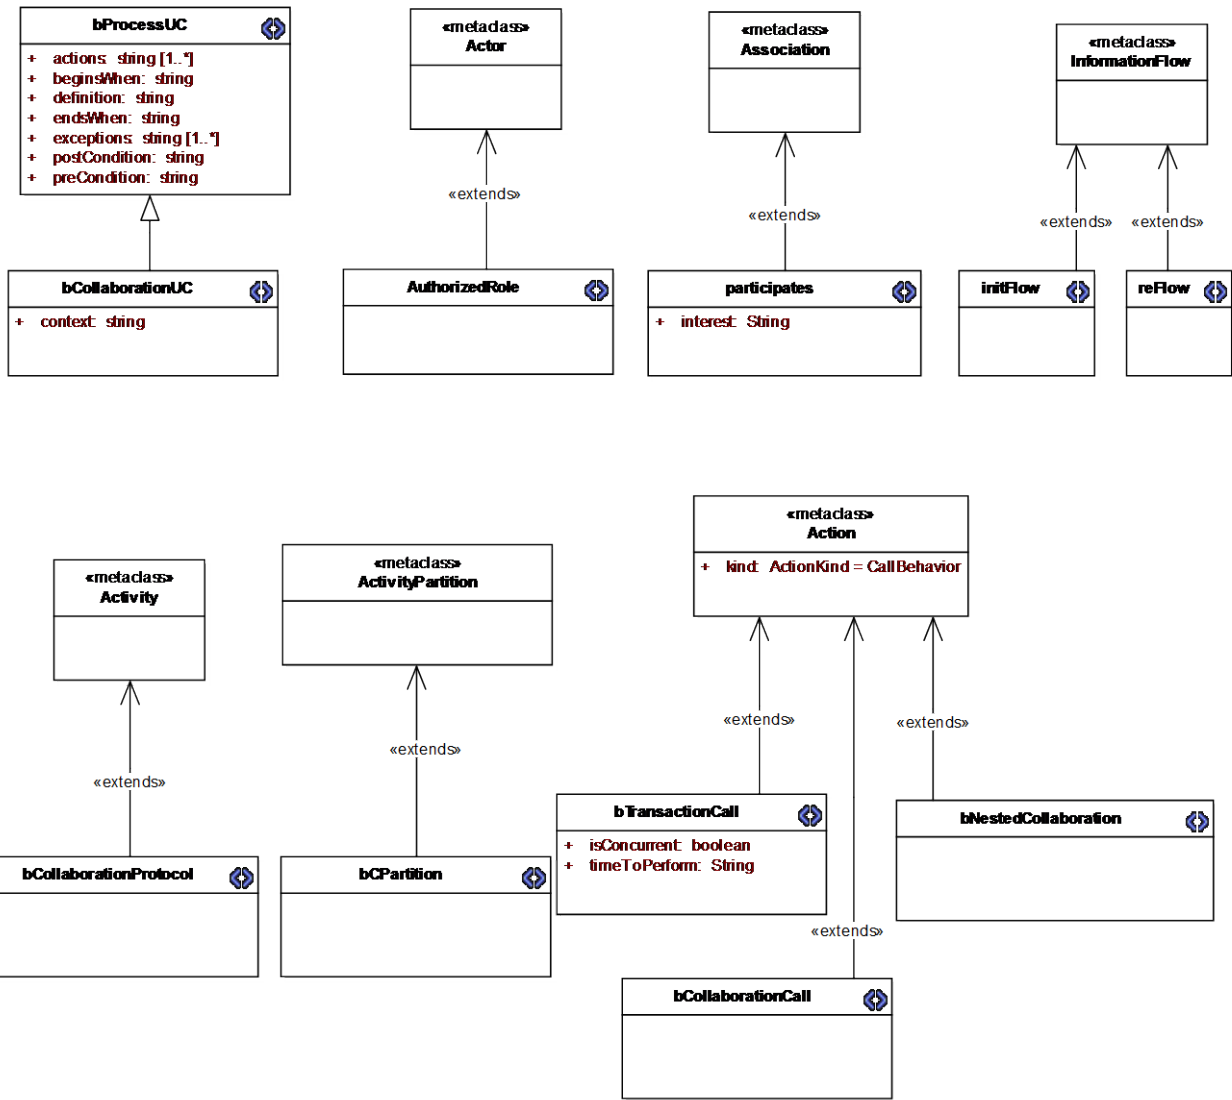 bProcessUC
+ actions: string [1..*]
+ beginsWhen: string
+ definition: string
+ endsWhen: string
+ exceptions: string [1..*]
+ postCondition: string
+ preCondition: string
bCollaborationUC
+ context: string
«metaclass»
Actor
«extends»
AuthorizedRole
«metaclass»
Association
«extends»
participates
+ interest: String
«metaclass»
InformationFlow
«extends» «extends»
initFlow
reFlow
«metaclass»
Activity
«extends»
bCollaborationProtocol
«metaclass»
ActivityPartition
«extends»
bCPartition
«metaclass»
Action
+ kind: ActionKind = CallBehavior
«extends»
«extends»
bTransactionCall
+ isConcurrent: boolean
+ timeToPerform: String
bNestedCollaboration
«extends»
bCollaborationCall